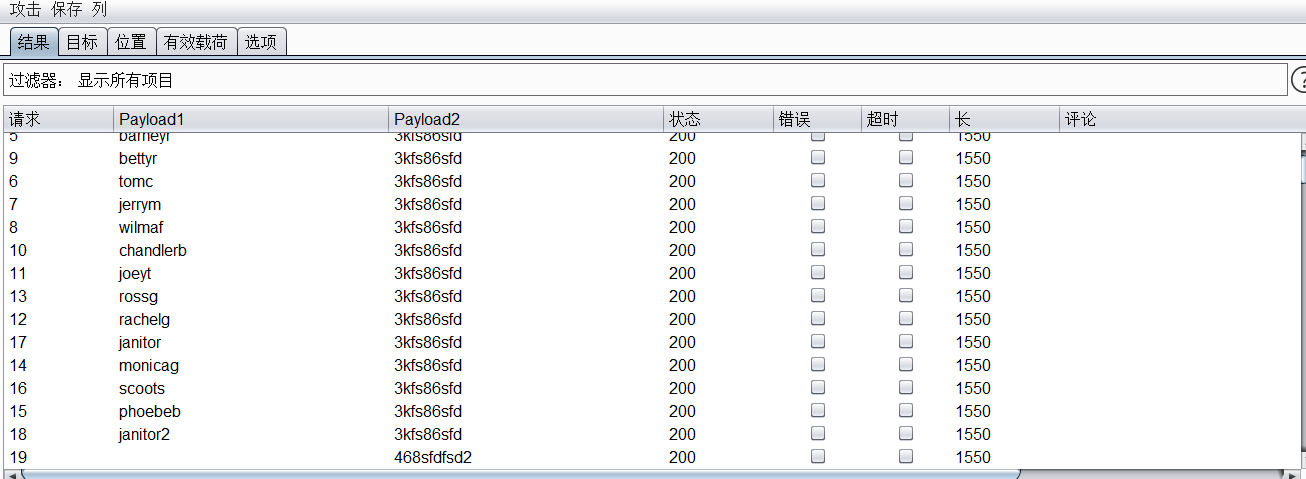 攻击 保存 列
结果 目标 位置 有效载荷 选项
过滤器： 显示所有项目
请求 Payload1 Payload2 状态 错误 超时 长 评论
5 barneyr 3kfs86sfd 200 1550
9 bettyr 3kfs86sfd 200 1550
6 tomc 3kfs86sfd 200 1550
7 jerrym 3kfs86sfd 200 1550
8 wilmaf 3kfs86sfd 200 1550
10 chandlerb 3kfs86sfd 200 1550
11 joeyt 3kfs86sfd 200 1550
13 rossg 3kfs86sfd 200 1550
12 rachelg 3kfs86sfd 200 1550
17 janitor 3kfs86sfd 200 1550
14 monicag 3kfs86sfd 200 1550
16 scoots 3kfs86sfd 200 1550
15 phoebeb 3kfs86sfd 200 1550
18 janitor2 3kfs86sfd 200 1550
19 468sfdfsd2 200 1550